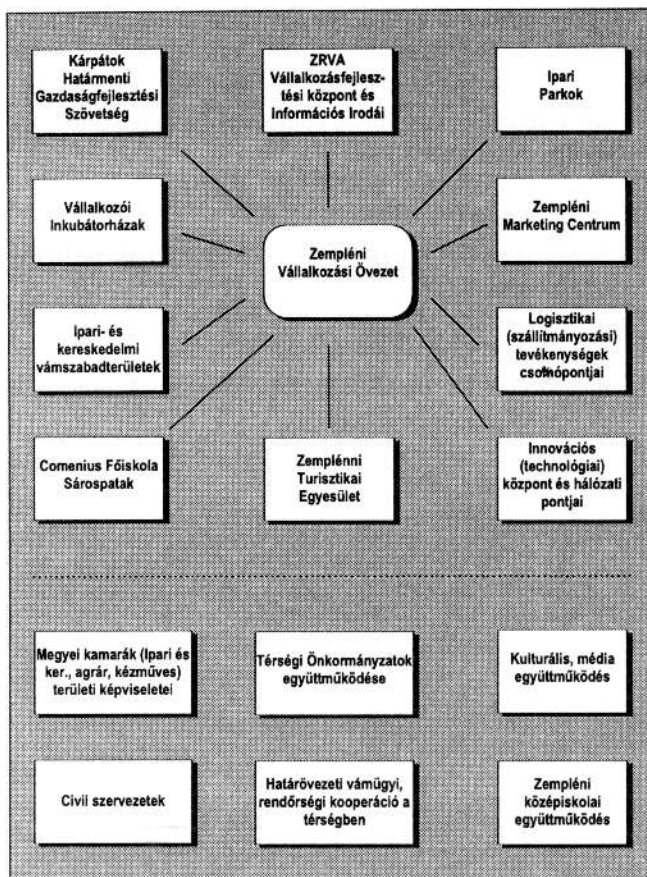 Kárpátok
Határmenti
Gazdaságfejlesztési
Szövetség
ZRVA
Vállalkozásfejlesz-
tési központ és
Információs Irodái
Ipari
Parkok
Vállalkozói
Inkubátorházak
Zempléni
Marketing Centrum
Zempléni
Vállalkozási Övezet
Ipari- és
kereskedelmi
vámszabadterületek
Logisztikai
(szállítmányozási)
tevékenységek
csomópontjai
Comenius Főiskola
Sárospatak
Zemplénni
Turisztikai
Egyesület
Innovációs
(technológiai)
központ és hálózati
pontjai
Megyei kamarák (Ipari és
ker., agrár, kézműves)
területi képviseletei
Térségi Önkormányzatok
együttműködése
Kulturális, média
együttműködés
Civil szervezetek
Határövezeti vámügyi,
rendőrségi kooperáció a
térségben
Zempléni
középiskolai
együttműködés